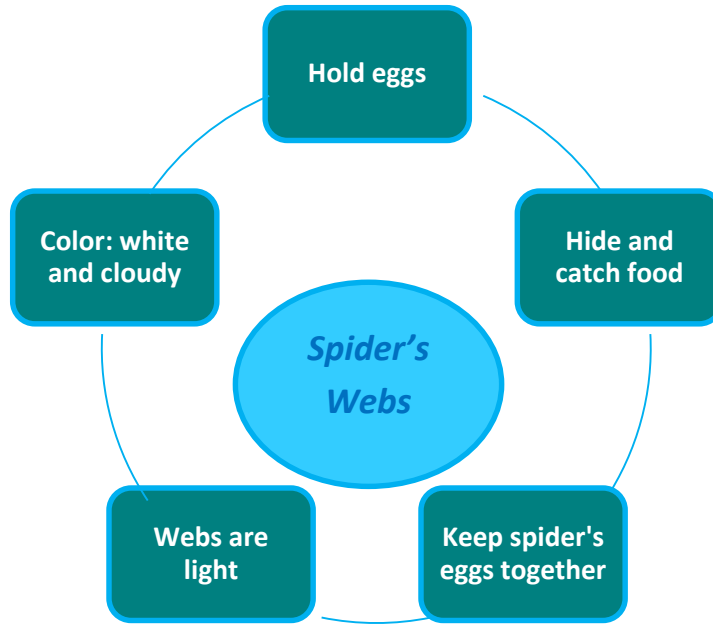 Hold eggs
Color: white
and cloudy
Hide and
catch food
Spider’s
Webs
Webs are
light
Keep spider's
eggs together